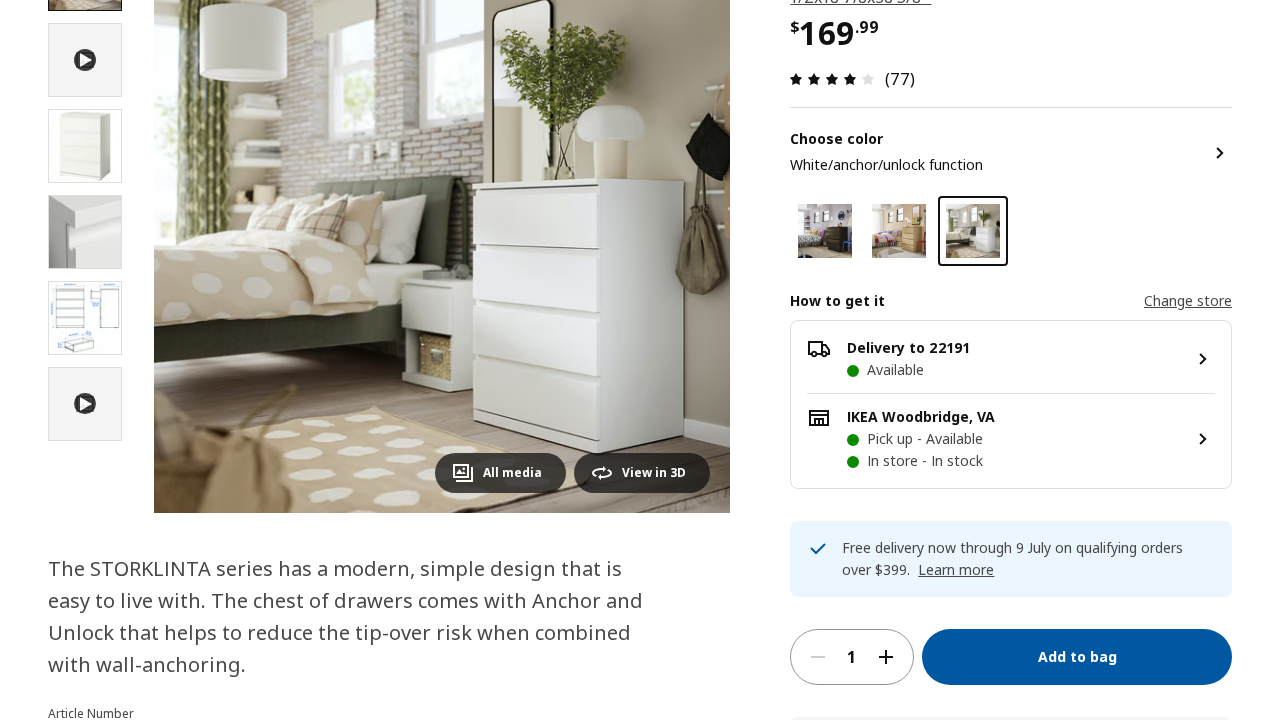 $169.99
(77)
Choose color
White/anchor/unlock function
How to get it
Change store
Delivery to 22191
Available
IKEA Woodbridge, VA
Pick up - Available
In store - In stock
All media
View in 3D
Free delivery now through 9 July on qualifying orders
over $399. Learn more
The STORKLINTA series has a modern, simple design that is
easy to live with. The chest of drawers comes with Anchor and
Unlock that helps to reduce the tip-over risk when combined
with wall-anchoring.
1
Add to bag
Article Number